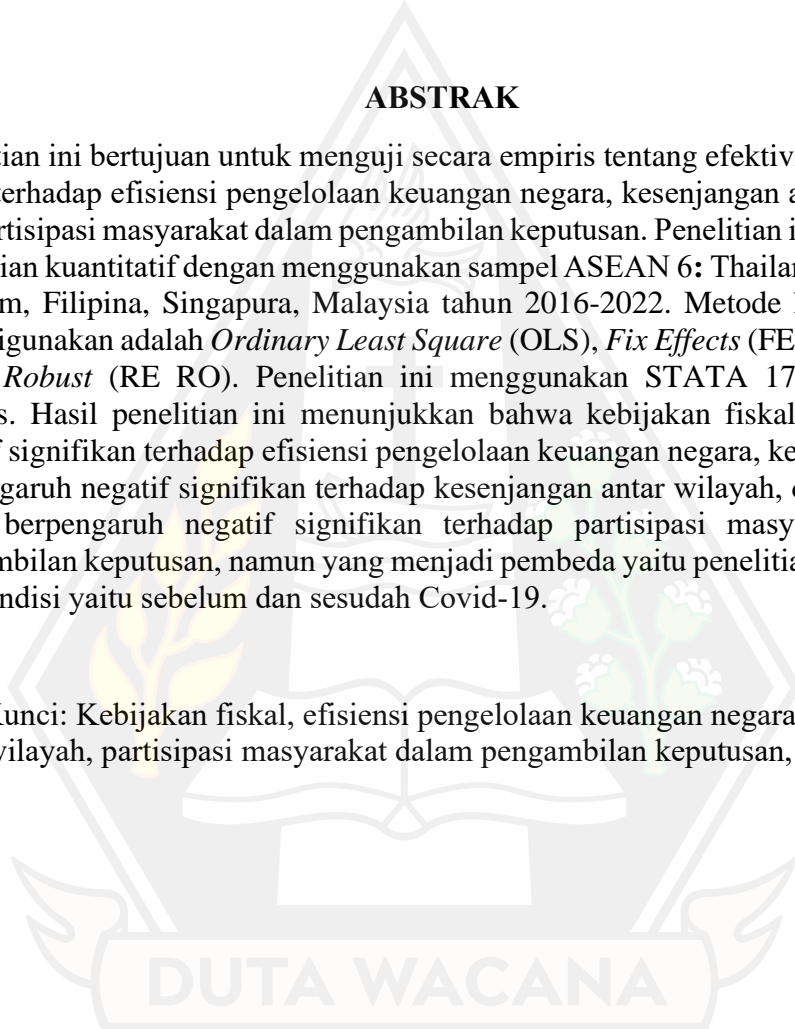 ABSTRAK
ian ini bertujuan untuk menguji secara empiris tentang efektiv
terhadap efisiensi pengelolaan keuangan negara, kesenjangan a
rtisipasi masyarakat dalam pengambilan keputusan. Penelitian i
ian kuantitatif dengan menggunakan sampel ASEAN 6: Thailan
m, Filipina, Singapura, Malaysia tahun 2016-2022. Metode
igunakan adalah Ordinary Least Square (OLS), Fix Effects (FE
Robust (RE RO). Penelitian ini menggunakan STATA 17
s. Hasil penelitian ini menunjukkan bahwa kebijakan fiskal
f signifikan terhadap efisiensi pengelolaan keuangan negara, ke
garuh negatif signifikan terhadap kesenjangan antar wilayah,
berpengaruh negatif signifikan terhadap partisipasi masy
mbilan keputusan, namun yang menjadi pembeda yaitu penelitia
ndisi yaitu sebelum dan sesudah Covid-19.
Kunci: Kebijakan fiskal, efisiensi pengelolaan keuangan negara
wilayah, partisipasi masyarakat dalam pengambilan keputusan,
DUTA WACANA